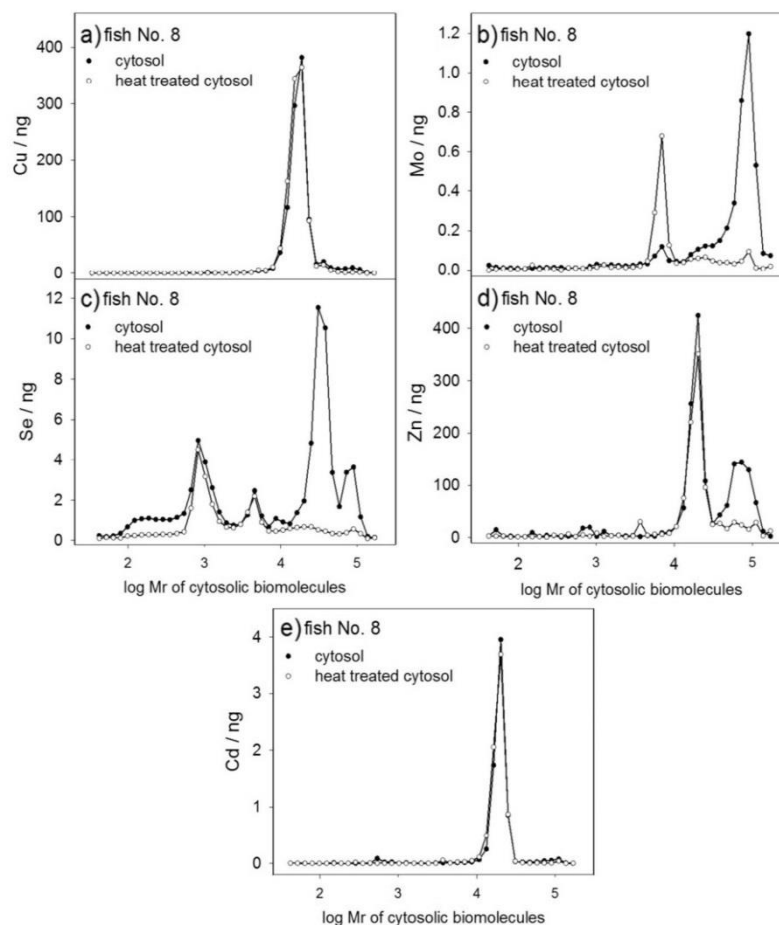 a) fish No. 8
cytosol
heat treated cytosol
Cu / ng
400
300
200
100
0
b) fish No. 8
cytosol
heat treated cytosol
Mo / ng
1.2
1.0
0.8
0.6
0.4
0.2
0.0
c) fish No. 8
cytosol
heat treated cytosol
Se / ng
12
10
8
6
4
2
0
2 3 4 5
log Mr of cytosolic biomolecules
d) fish No. 8
cytosol
heat treated cytosol
Zn / ng
400
300
200
100
0
2 3 4 5
log Mr of cytosolic biomolecules
e) fish No. 8
cytosol
heat treated cytosol
Cd / ng
4
3
2
1
0
2 3 4 5
log Mr of cytosolic biomolecules